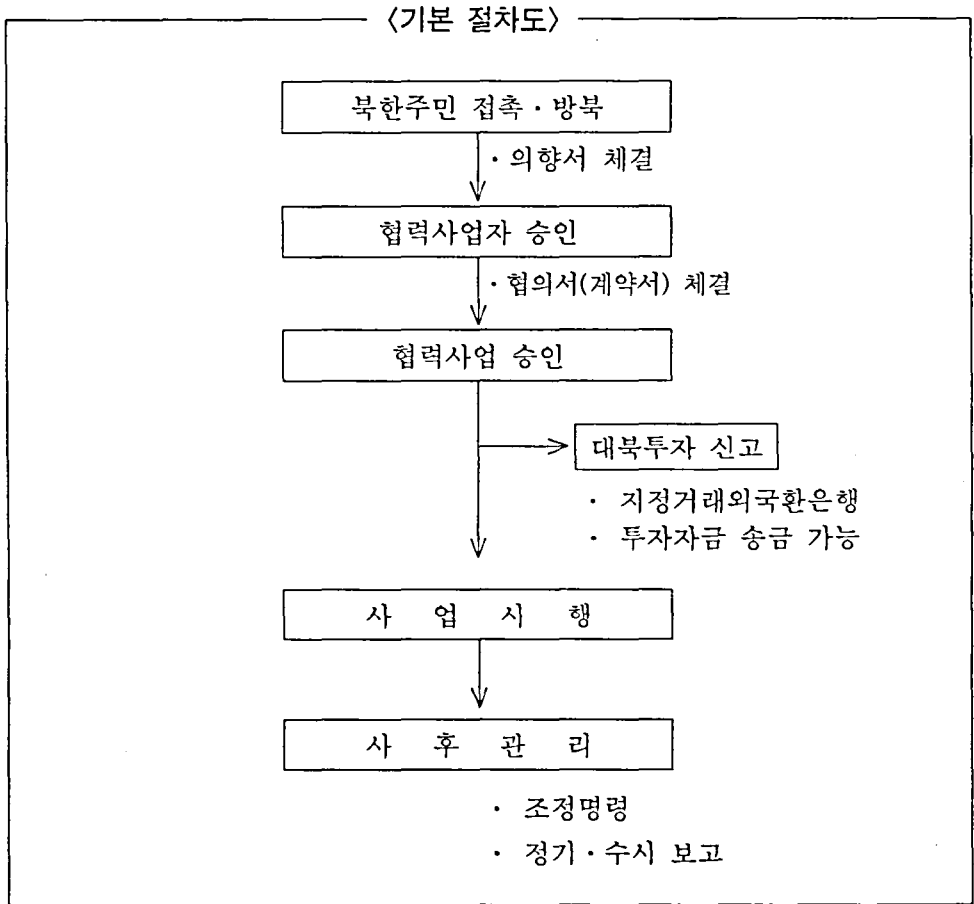 〈기본 절차도〉
북한주민 접촉・방북
・의향서 체결
협력사업자 승인
・협의서(계약서) 체결
협력사업 승인
대북투자 신고
・ 지정거래외국환은행
・ 투자자금 송금 가능
사 업 시 행
사 후 관 리
・ 조정명령
・ 정기・수시 보고